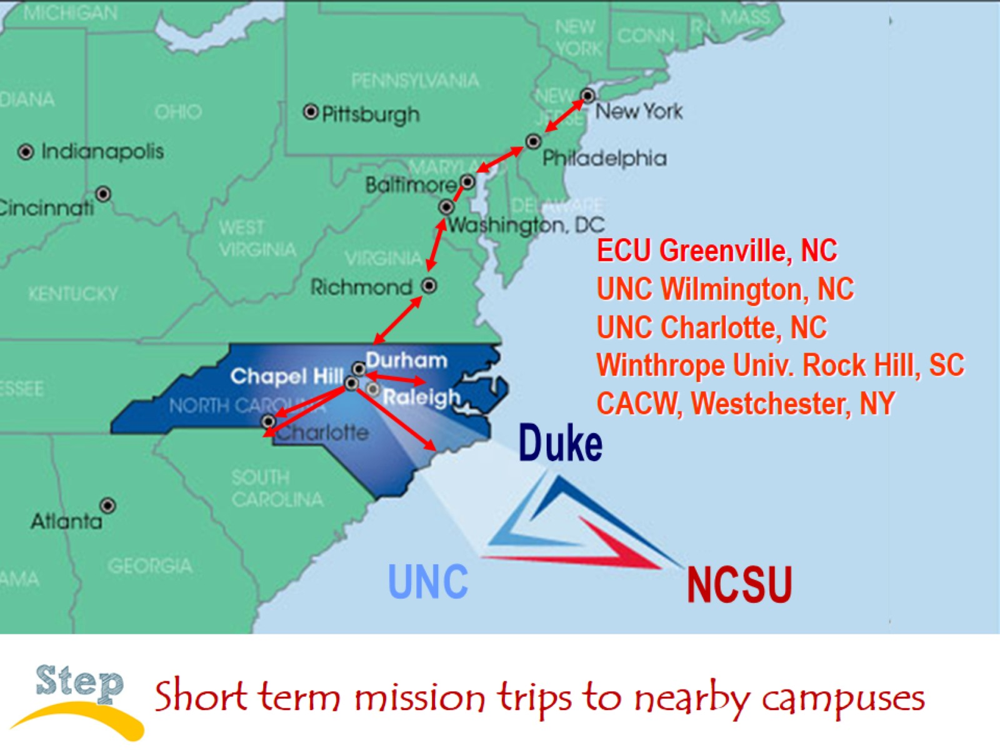 MICHIGAN
NEW
YORK
CONN.
R.I.
MASS.
PENNSYLVANIA
DIANA
OHIO
NEW
JERSE
New York
Pittsburgh
Indianapolis
Philadelphia
MARYLA
Baltimore
Cincinnati
DELAWARE
Washington, DC
WEST
VIRGINIA
VIRGINIA
Richmond
KENTUCKY
ECU Greenville, NC
UNC Wilmington, NC
UNC Charlotte, NC
Winthrope Univ. Rock Hill, SC
CACW, Westchester, NY
Durham
Chapel Hill
Raleigh
ESSEE
NORTH CAROLINA
Charlotte
Duke
SOUTH
CAROLINA
Atlanta
GEORGIA
AMA
UNC
NCSU
Step
Short term mission trips to nearby campuses